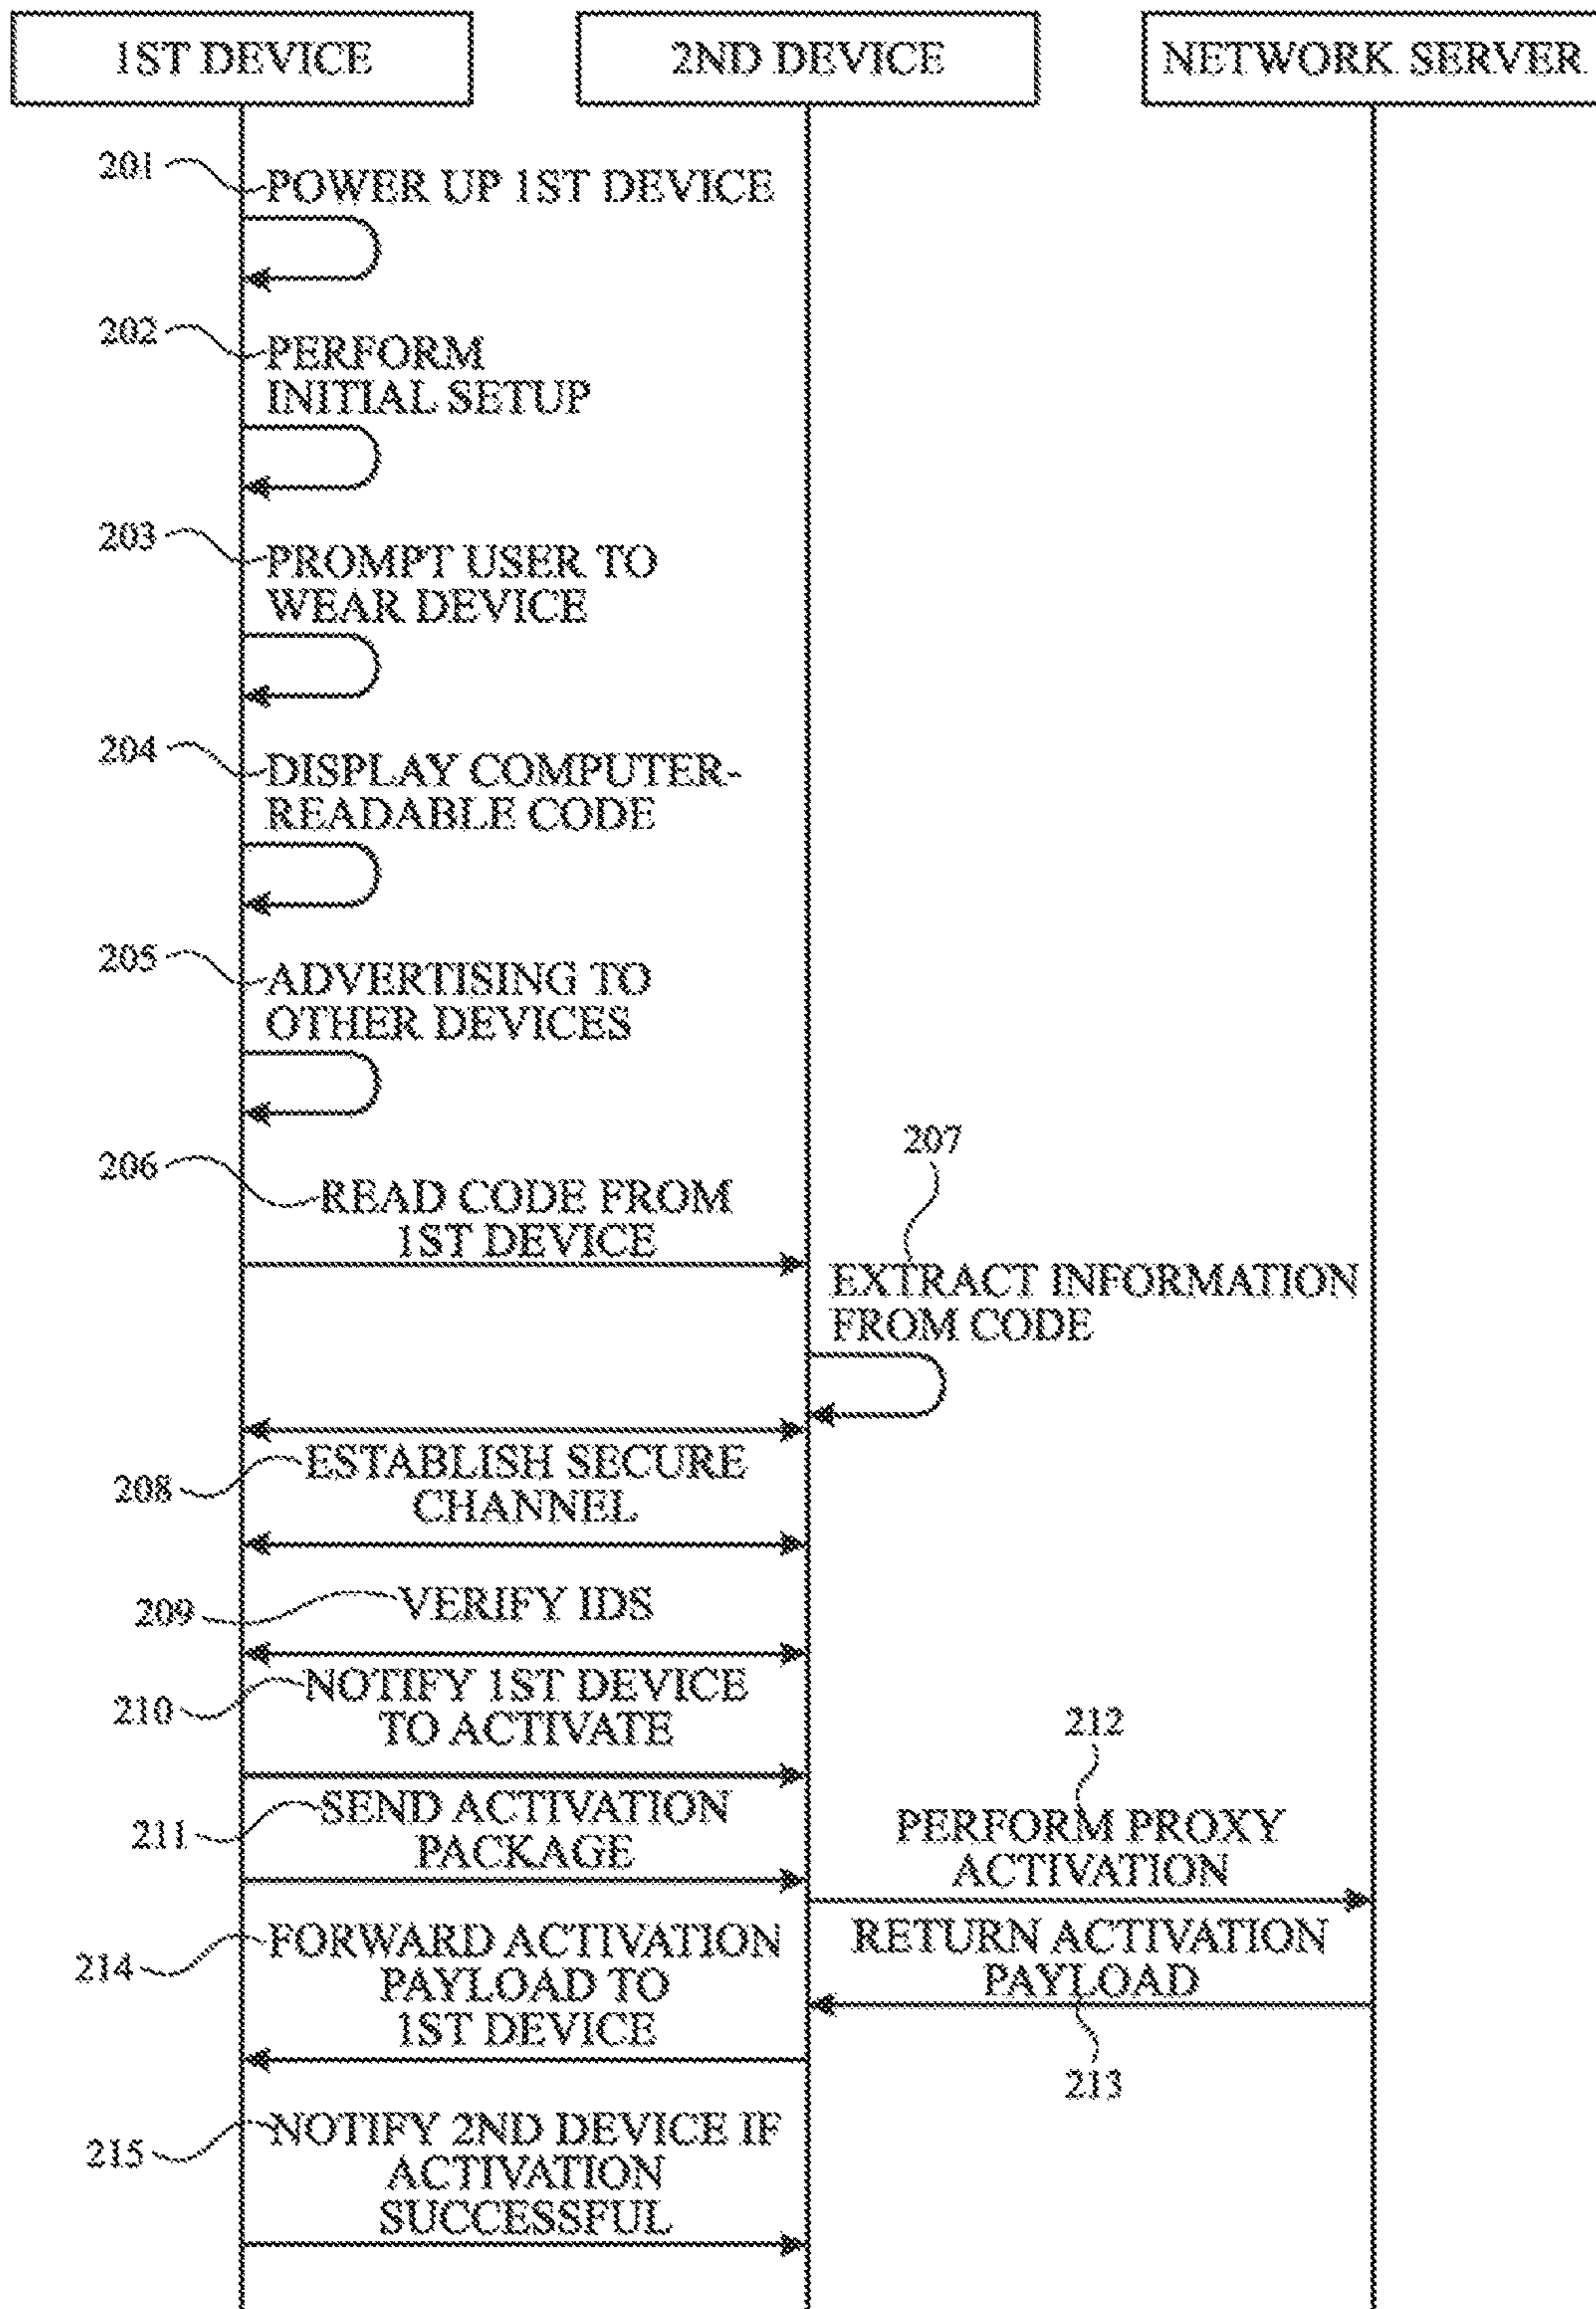 1ST DEVICE
2ND DEVICE
NETWORK SERVER
201
POWER UP 1ST DEVICE
202
PERFORM
INITIAL SETUP
203
PROMPT USER TO
WEAR DEVICE
204
DISPLAY COMPUTER-
READABLE CODE
205
ADVERTISING TO
OTHER DEVICES
206
READ CODE FROM
1ST DEVICE
207
EXTRACT INFORMATION
FROM CODE
208
ESTABLISH SECURE
CHANNEL
209
VERIFY IDS
210
NOTIFY 1ST DEVICE
TO ACTIVATE
211
SEND ACTIVATION
PACKAGE
212
PERFORM PROXY
ACTIVATION
RETURN ACTIVATION
PAYLOAD
213
214
FORWARD ACTIVATION
PAYLOAD TO
1ST DEVICE
215
NOTIFY 2ND DEVICE IF
ACTIVATION
SUCCESSFUL